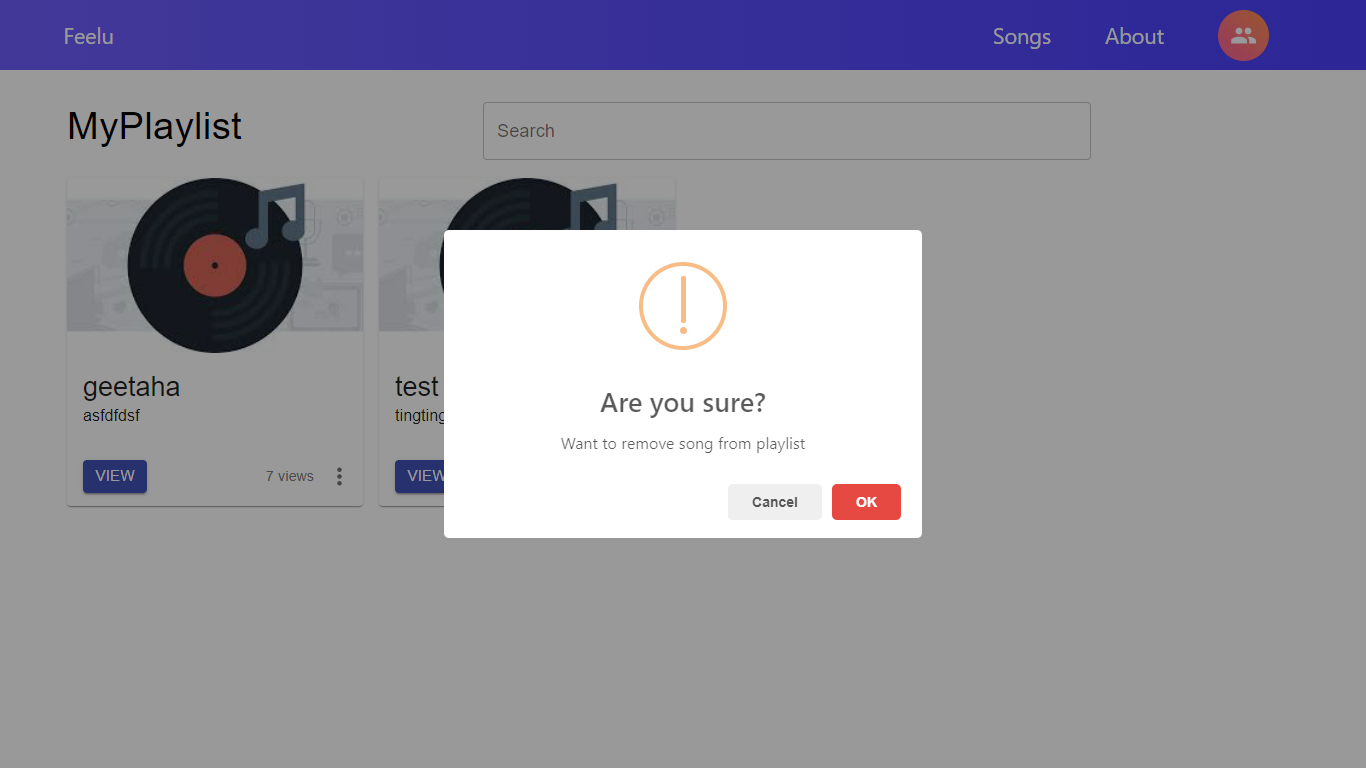 Feelu
Songs
About
MyPlaylist
Search
geetaha
asfdfdsf
VIEW
7 views
test
tingting
VIEW
Are you sure?
Want to remove song from playlist
Cancel
OK